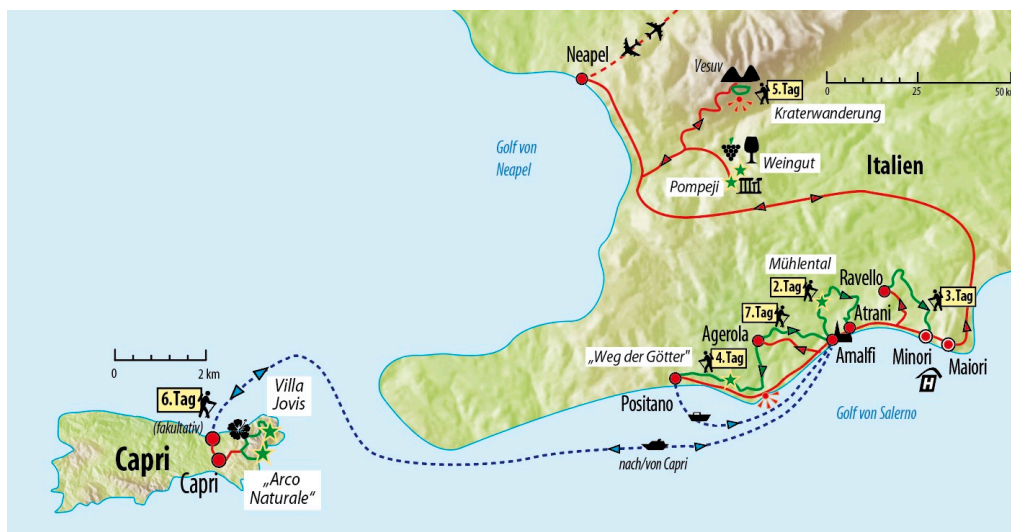 Neapel
Vesuv
5.Tag
Kraterwanderung
0
25
50 k
Golf von
Neapel
Weingut
Pompeji
Italien
Mühlental
2.Tag
Ravello
3.Tag
7.Tag
Atrani
Agerola
Amalfi
Minori
Maiori
H
„Weg der Götter"
4.Tag
Positano
Golf von Salerno
0
2 km
6.Tag
(fakultativ)
Villa
Jovis
Capri
Capri
„Arco
Naturale“
nach/von Capri